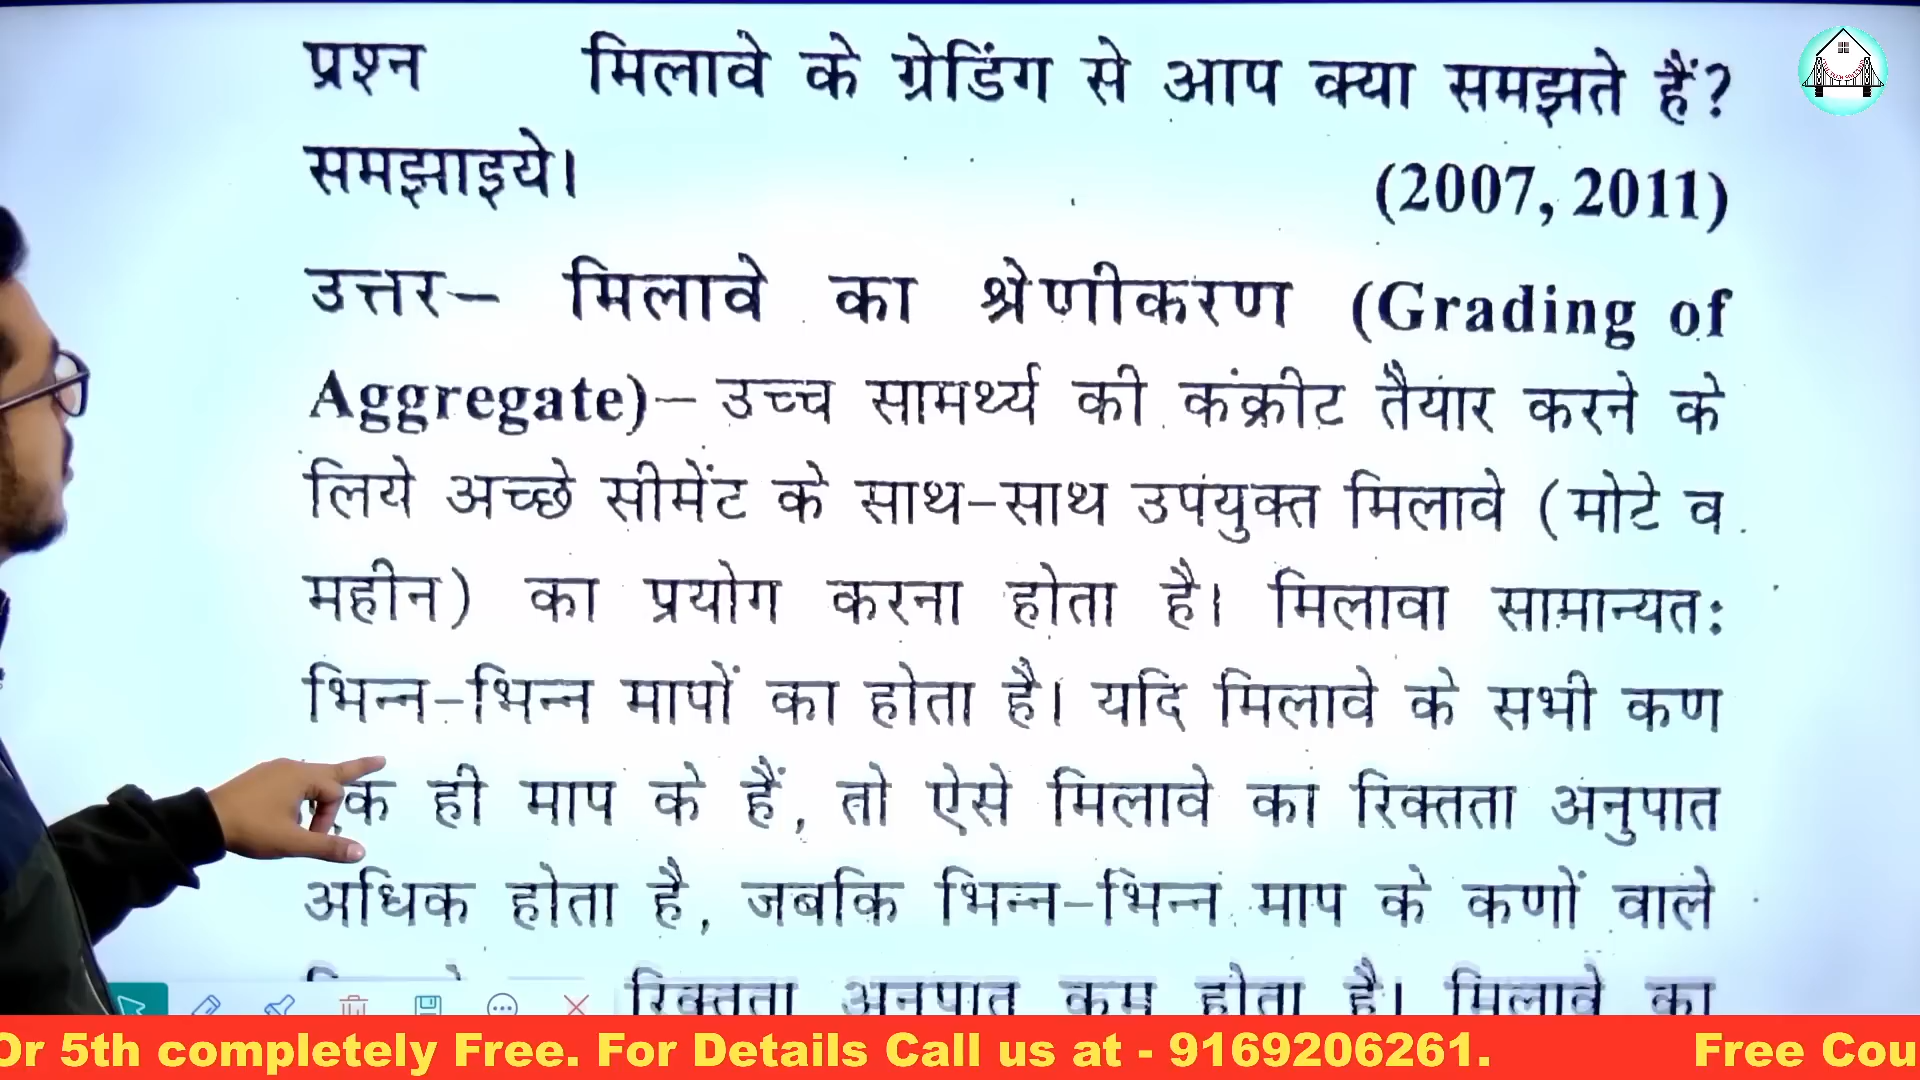 प्रश्न मिलावे के ग्रेडिंग से आप क्या समझते हैं?
समझाइये। (2007, 2011)
उत्तर– मिलावे का श्रेणीकरण (Grading of
Aggregate)– उच्च सामर्थ्य की कंक्रीट तैयार करने के
लिये अच्छे सीमेंट के साथ-साथ उपयुक्त मिलावे (मोटे व
महीन) का प्रयोग करना होता है। मिलावा सामान्यतः
भिन्न-भिन्न मापों का होता है। यदि मिलावे के सभी कण
ही माप के हैं, तो ऐसे मिलावे का रिक्तता अनुपात
अधिक होता है, जबकि भिन्न-भिन्न माप के कणों वाले
रिक्तता अनुपात कम होता है। मिलावे का
Or 5th completely Free. For Details Call us at - 9169206261. Free Cou